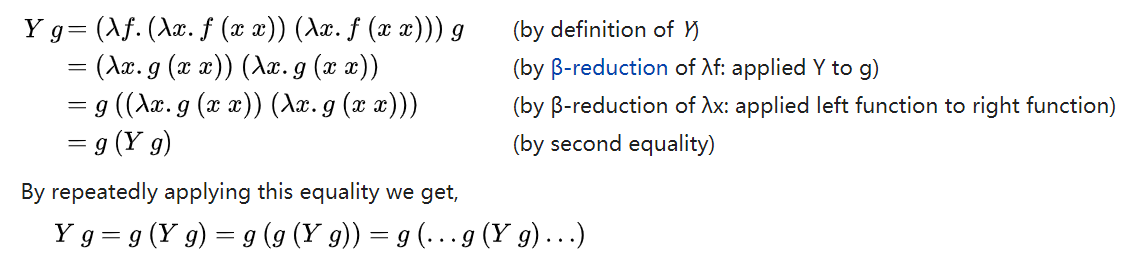 Y g= (λf. (λx. f (x x)) (λx. f (x x))) g (by definition of Y)
= (λx. g (x x)) (λx. g (x x)) (by β-reduction of λf: applied Y to g)
= g ((λx. g (x x)) (λx. g (x x))) (by β-reduction of λx: applied left function to right function)
= g (Y g) (by second equality)
By repeatedly applying this equality we get,
Y g = g (Y g) = g (g (Y g)) = g (...g (Y g)...)